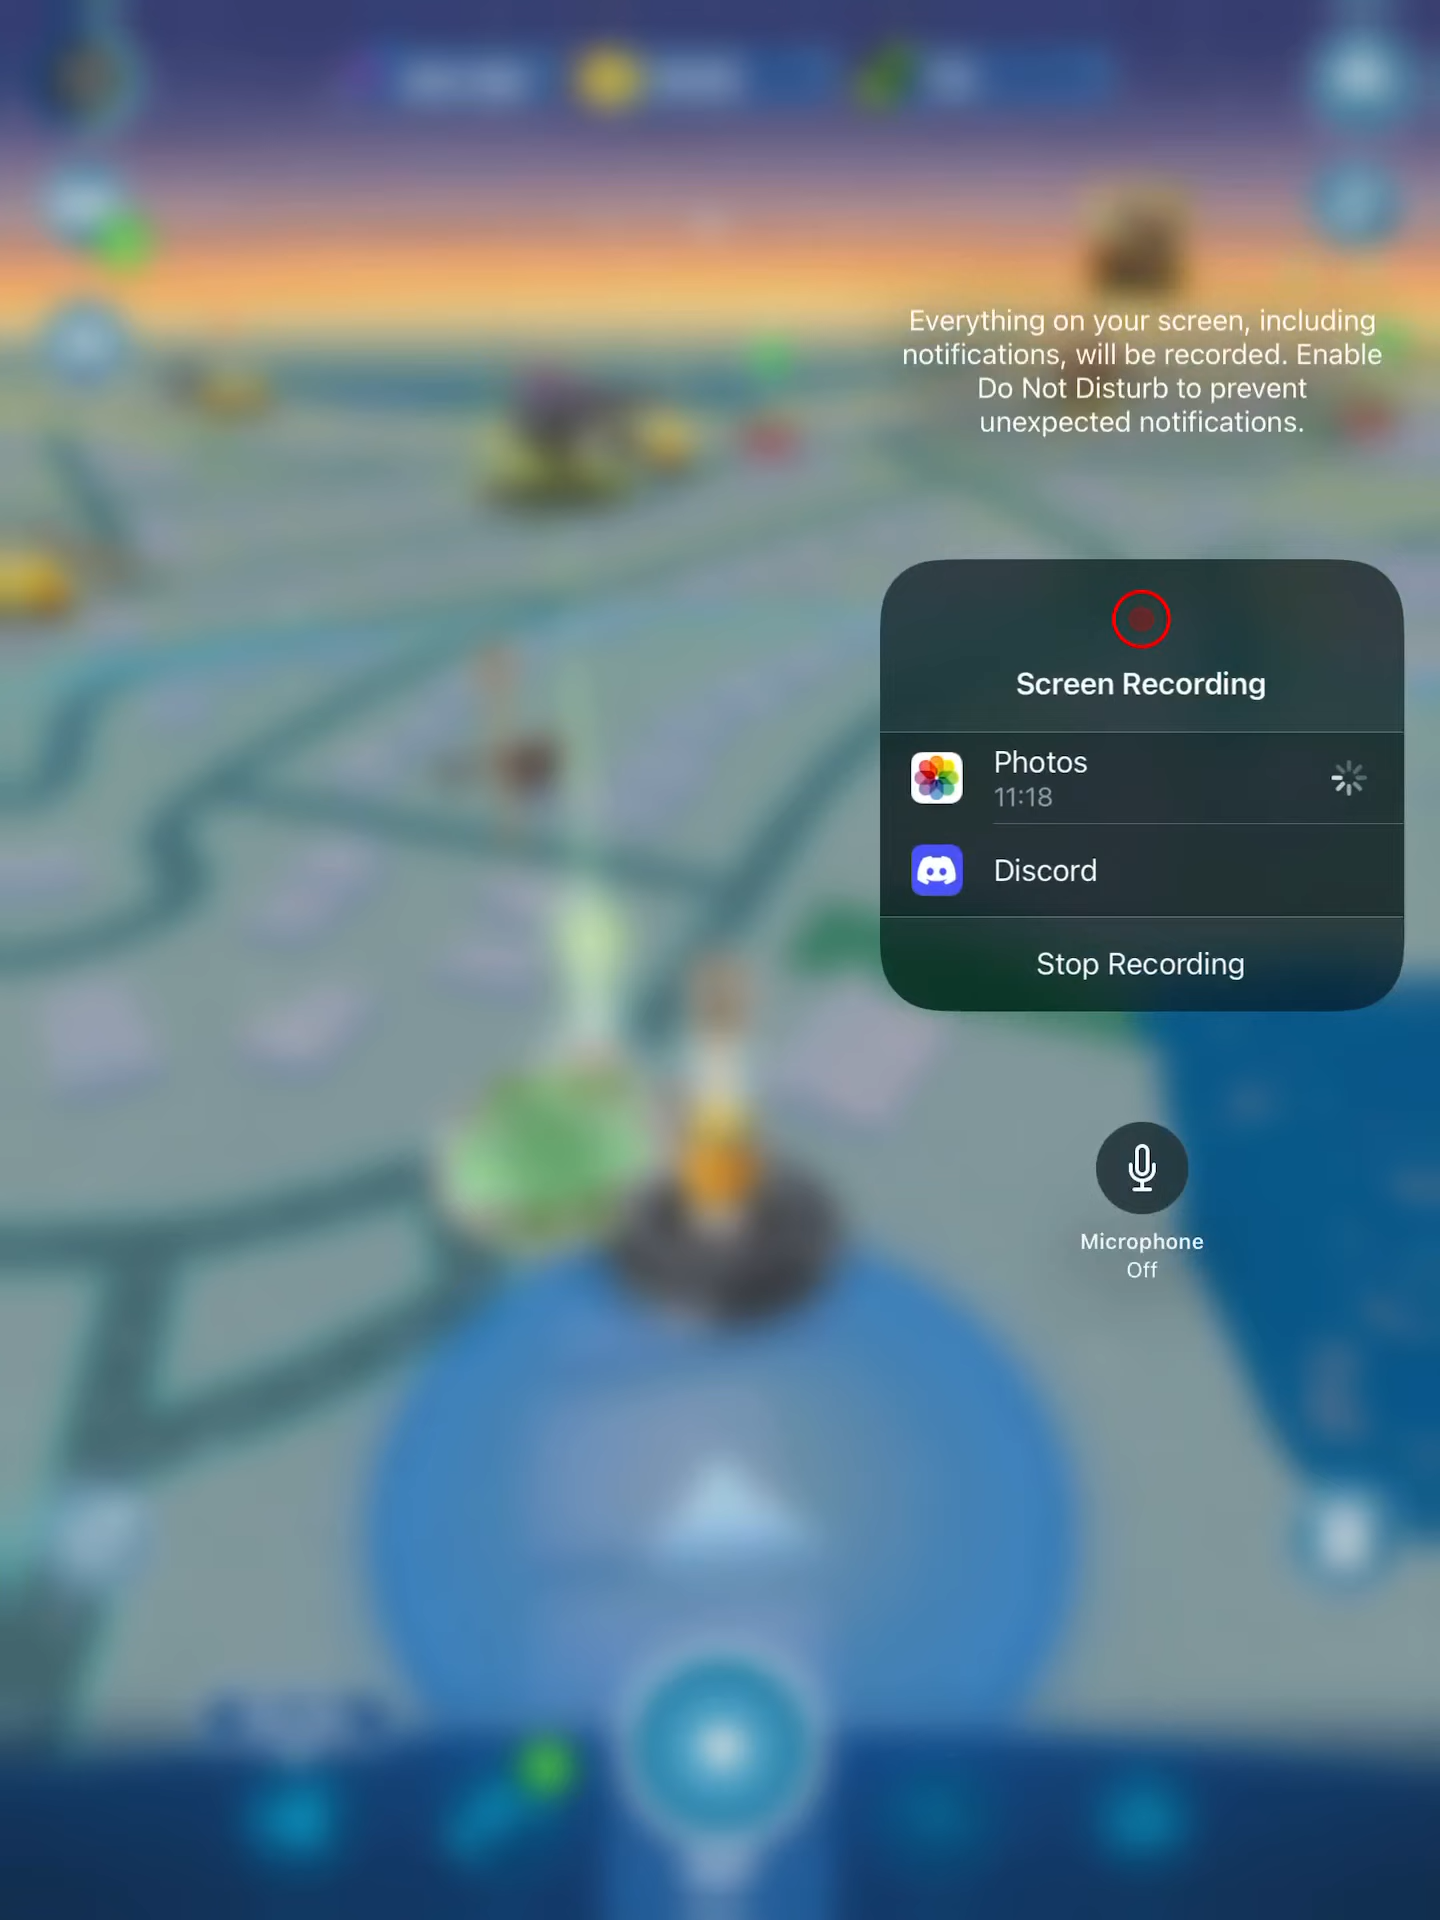 Everything on your screen, including
notifications, will be recorded. Enable
Do Not Disturb to prevent
unexpected notifications.
Screen Recording
Photos
11:18
Discord
Stop Recording
Microphone
Off